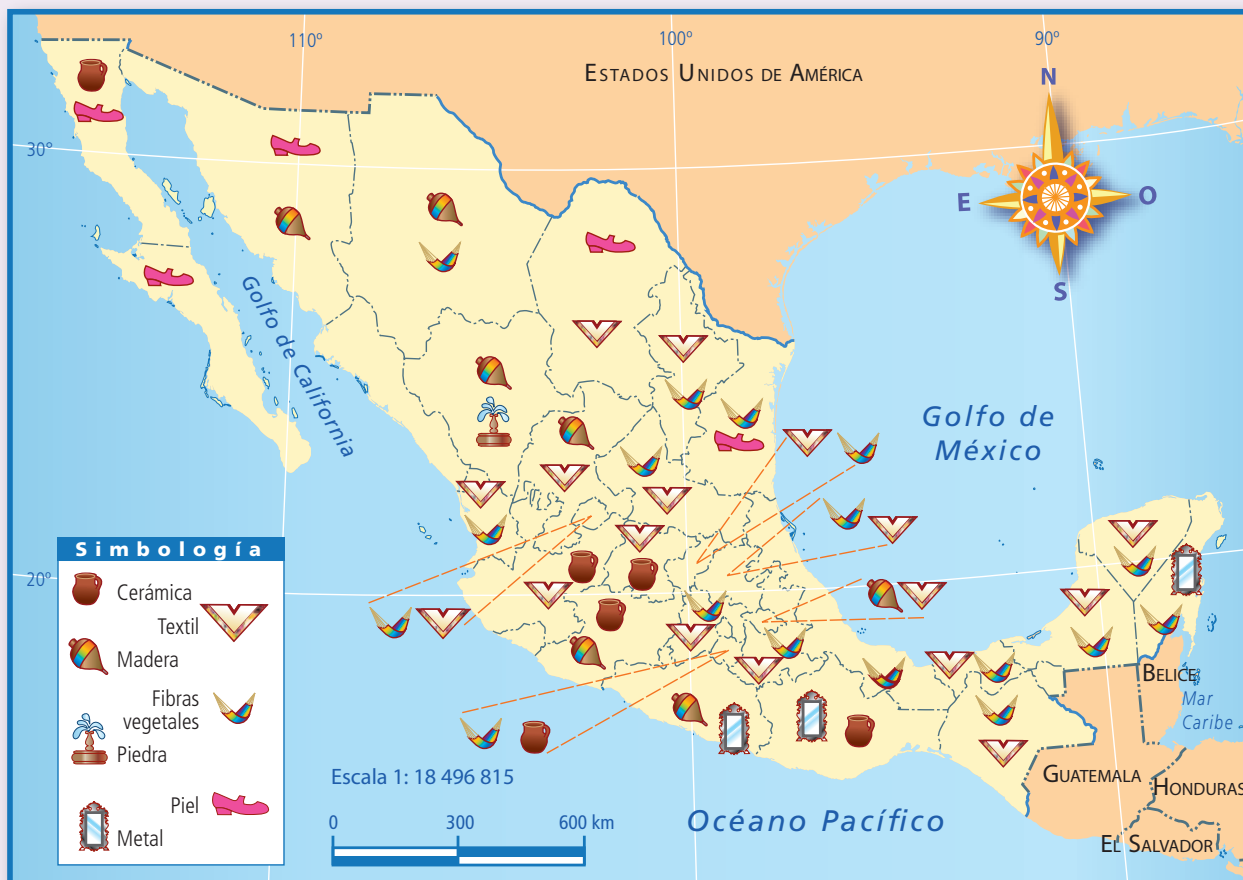 110º
100º
90º
ESTADOS UNIDOS DE AMÉRICA
N
30º
E
O
S
Golfo de California
Golfo de
México
Simbología
20º
Cerámica
Textil
Madera
Fibras
vegetales
Piedra
Piel
Metal
BELICE
Mar
Caribe
Escala 1: 18 496 815
GUATEMALA
HONDURAS
0
300
600 km
Océano Pacífico
EL SALVADOR